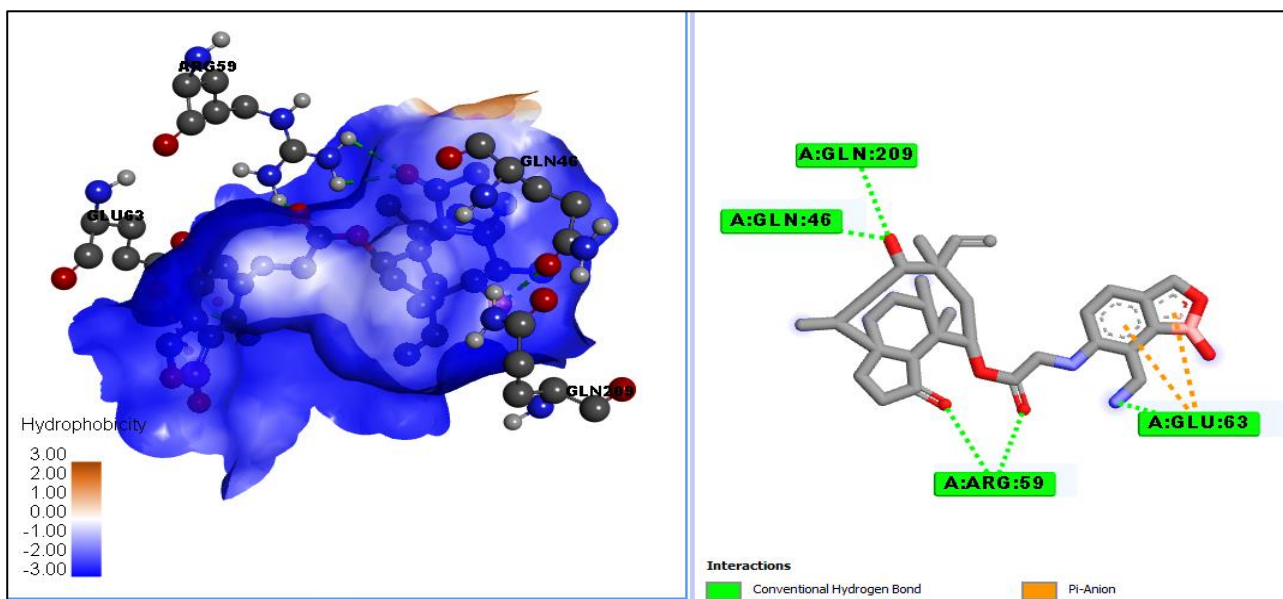 ARG59
GLN46
GLU63
GLN209
Hydrophobicity
3.00
2.00
1.00
0.00
-1.00
-2.00
-3.00
A:GLN:209
A:GLN:46
A:GLU:63
A:ARG:59
Interactions
Conventional Hydrogen Bond
Pi-Anion